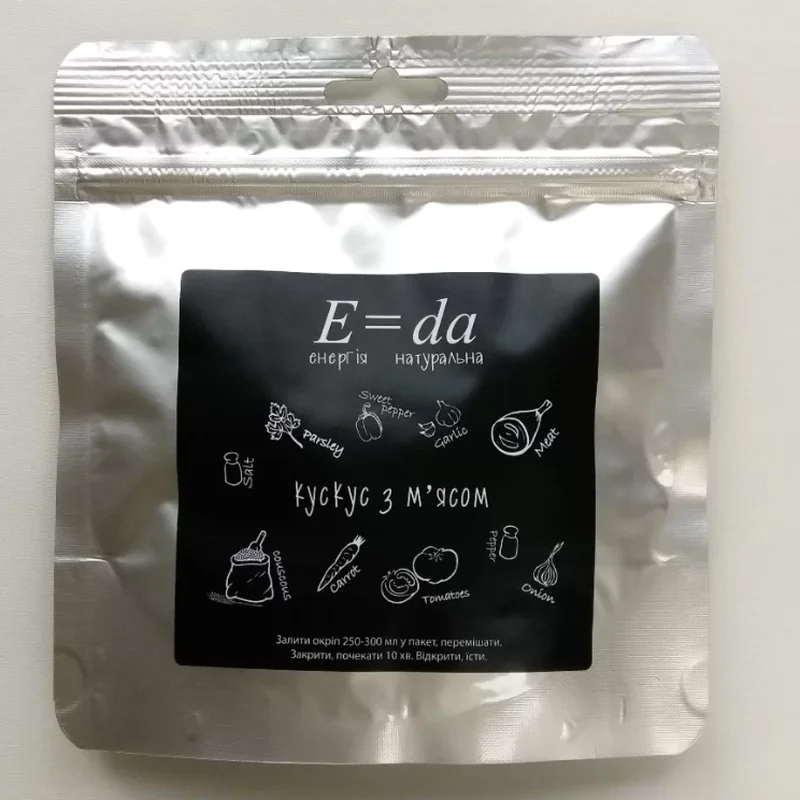 E=da
енергія натуральна
Sweet
pepper
Parsley
Garlic
Meat
Salt
кускус з м'ясом
couscous
Carrot
Tomatoes
pepper
Onion
Залити окріп 250-300 мл у пакет, перемішати.
Закрити, почекати 10 хв. Відкрити, їсти.